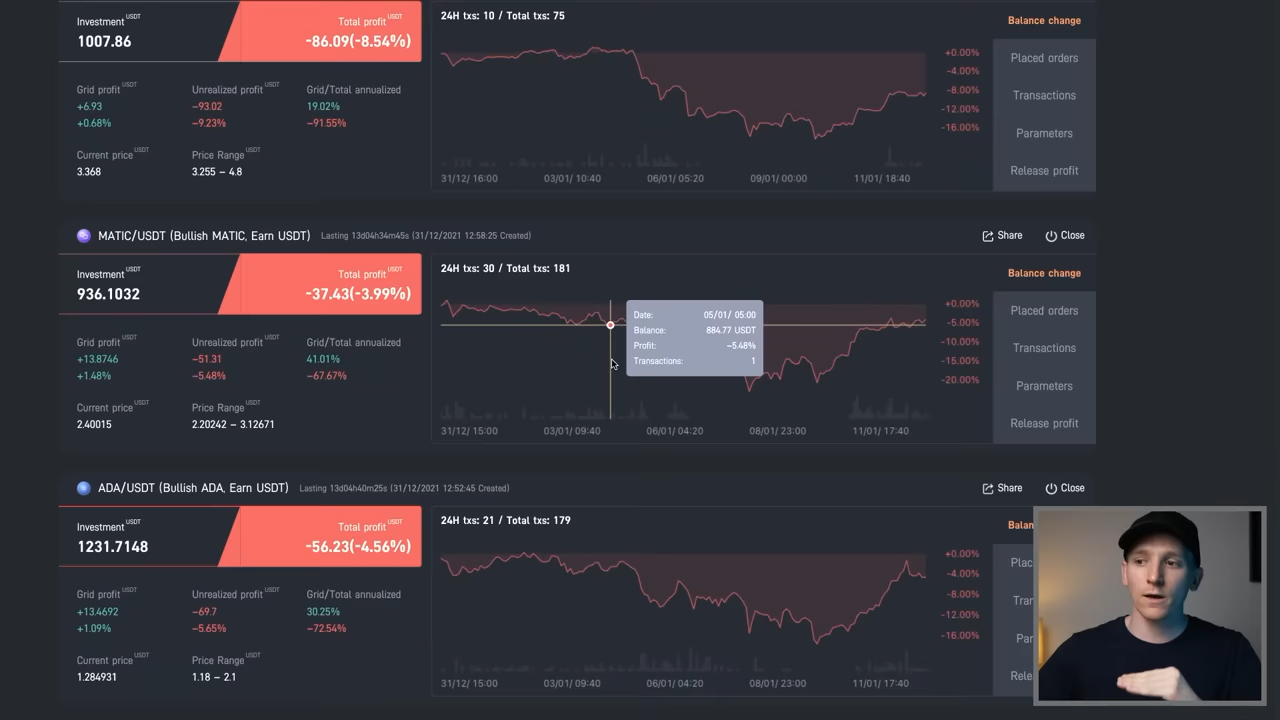 Investment USDT
Total profit USDT
1007.86
-86.09(-8.54%)
Grid profit USDT
Unrealized profit USDT
Grid/Total annualized
+6.93
-93.02
19.02%
+0.68%
-9.23%
-91.55%
Current price USDT
Price Range USDT
3.368
3.255 – 4.8
24H txs: 10 / Total txs: 75
+0.00%
-4.00%
-8.00%
-12.00%
-16.00%
31/12/ 16:00
03/01/ 10:40
06/01/ 05:20
09/01/ 00:00
11/01/ 18:40
Balance change
Placed orders
Transactions
Parameters
Release profit
MATIC/USDT (Bullish MATIC, Earn USDT)
Lasting 13d04h34m45s (31/12/2021 12:58:25 Created)
Share
Close
Investment USDT
Total profit USDT
936.1032
-37.43(-3.99%)
Grid profit USDT
Unrealized profit USDT
Grid/Total annualized
+13.8746
-51.31
41.01%
+1.48%
-5.48%
-67.67%
Current price USDT
Price Range USDT
2.40015
2.20242 – 3.12671
24H txs: 30 / Total txs: 181
Date: 05/01/ 05:00
Balance: 884.77 USDT
Profit: -5.48%
Transactions: 1
+0.00%
-5.00%
-10.00%
-15.00%
-20.00%
31/12/ 15:00
03/01/ 09:40
06/01/ 04:20
08/01/ 23:00
11/01/ 17:40
Balance change
Placed orders
Transactions
Parameters
Release profit
ADA/USDT (Bullish ADA, Earn USDT)
Lasting 13d04h40m25s (31/12/2021 12:52:45 Created)
Share
Close
Investment USDT
Total profit USDT
1231.7148
-56.23(-4.56%)
Grid profit USDT
Unrealized profit USDT
Grid/Total annualized
+13.4692
-69.7
30.25%
+1.09%
-5.65%
-72.54%
Current price USDT
Price Range USDT
1.284931
1.18 – 2.1
24H txs: 21 / Total txs: 179
+0.00%
-4.00%
-8.00%
-12.00%
-16.00%
31/12/ 15:00
03/01/ 09:40
06/01/ 04:20
08/01/ 23:00
11/01/ 17:40
Balan
Plac
Tran
Par
Rele